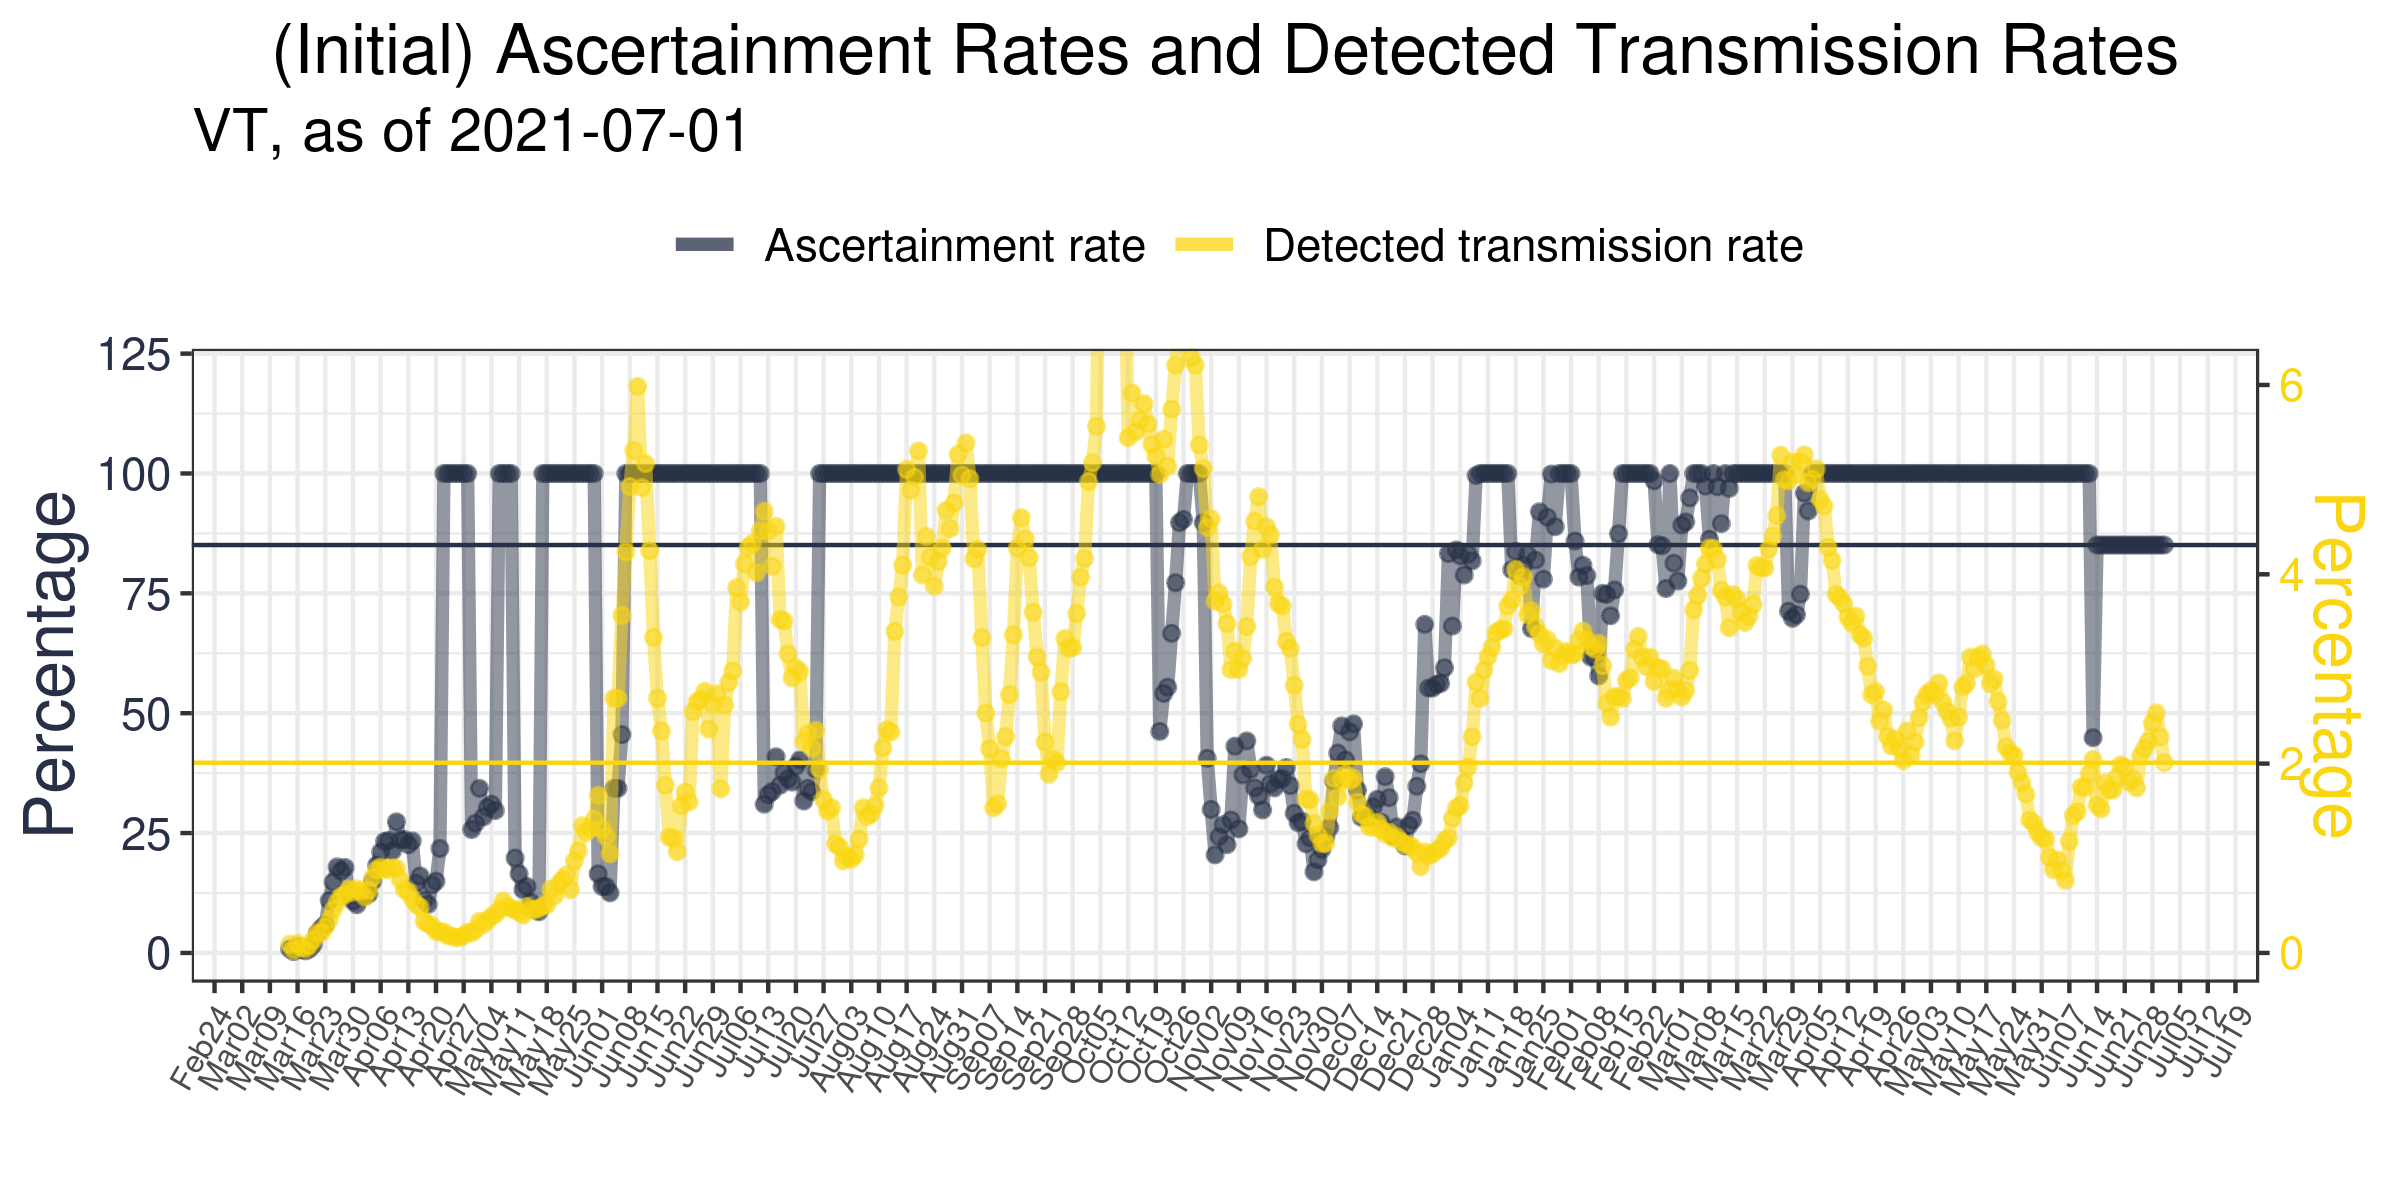 (Initial) Ascertainment Rates and Detected Transmission Rates
VT, as of 2021-07-01
Ascertainment rate
Detected transmission rate
Percentage
125
100
75
50
25
0
6
4
2
0
Percentage
Feb24
Mar02
Mar09
Mar16
Mar23
Mar30
Apr06
Apr13
Apr20
Apr27
May04
May11
May18
May25
Jun01
Jun08
Jun15
Jun22
Jun29
Jul06
Jul13
Jul20
Jul27
Aug03
Aug10
Aug17
Aug24
Aug31
Sep07
Sep14
Sep21
Sep28
Oct05
Oct12
Oct19
Oct26
Nov02
Nov09
Nov16
Nov23
Nov30
Dec07
Dec14
Dec21
Dec28
Jan04
Jan11
Jan18
Jan25
Feb01
Feb08
Feb15
Feb22
Mar01
Mar08
Mar15
Mar22
Mar29
Apr05
Apr12
Apr19
Apr26
May03
May10
May17
May24
May31
Jun07
Jun14
Jun21
Jun28
Jul05
Jul12
Jul19